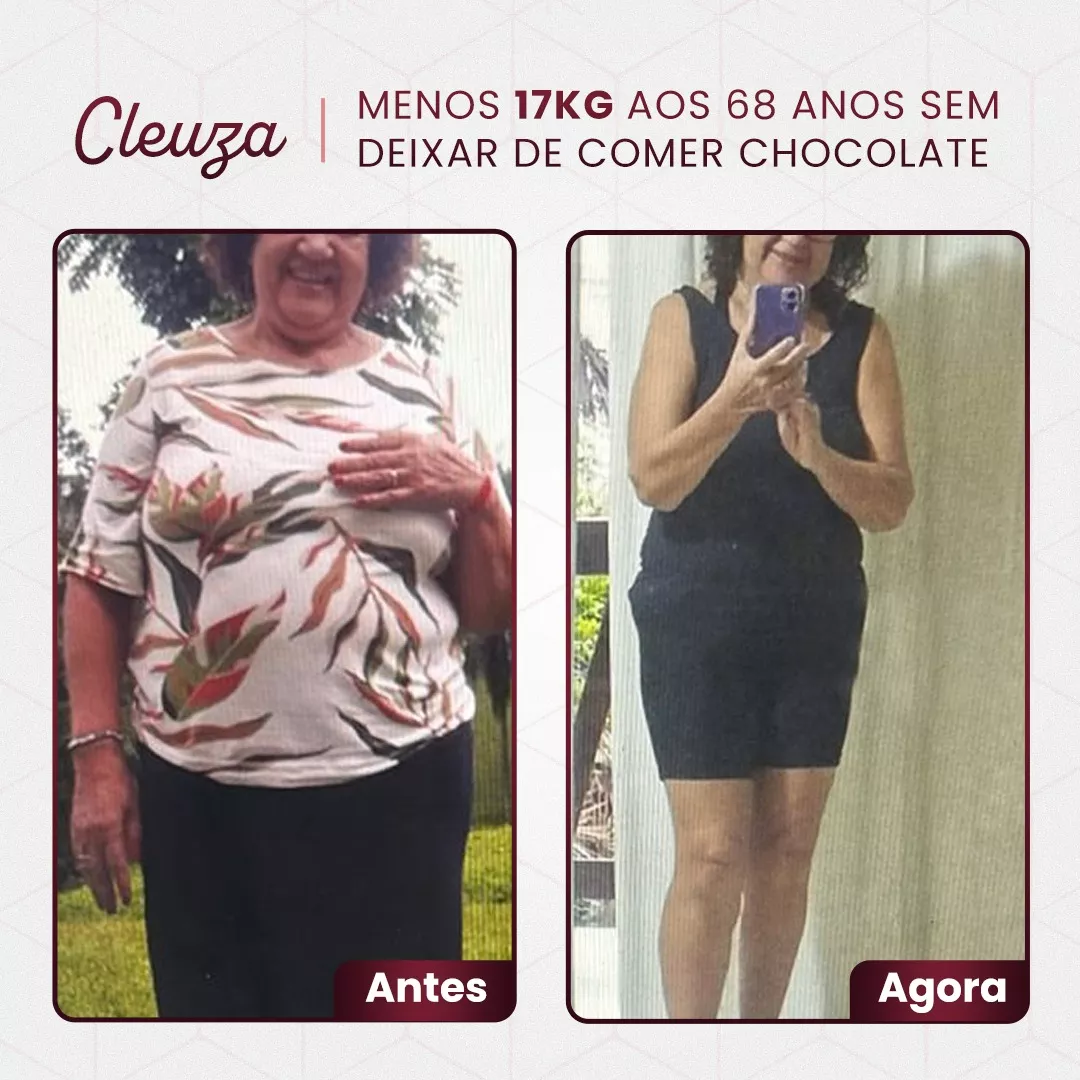 Cleuza
MENOS 17KG AOS 68 ANOS SEM
DEIXAR DE COMER CHOCOLATE
Antes
Agora